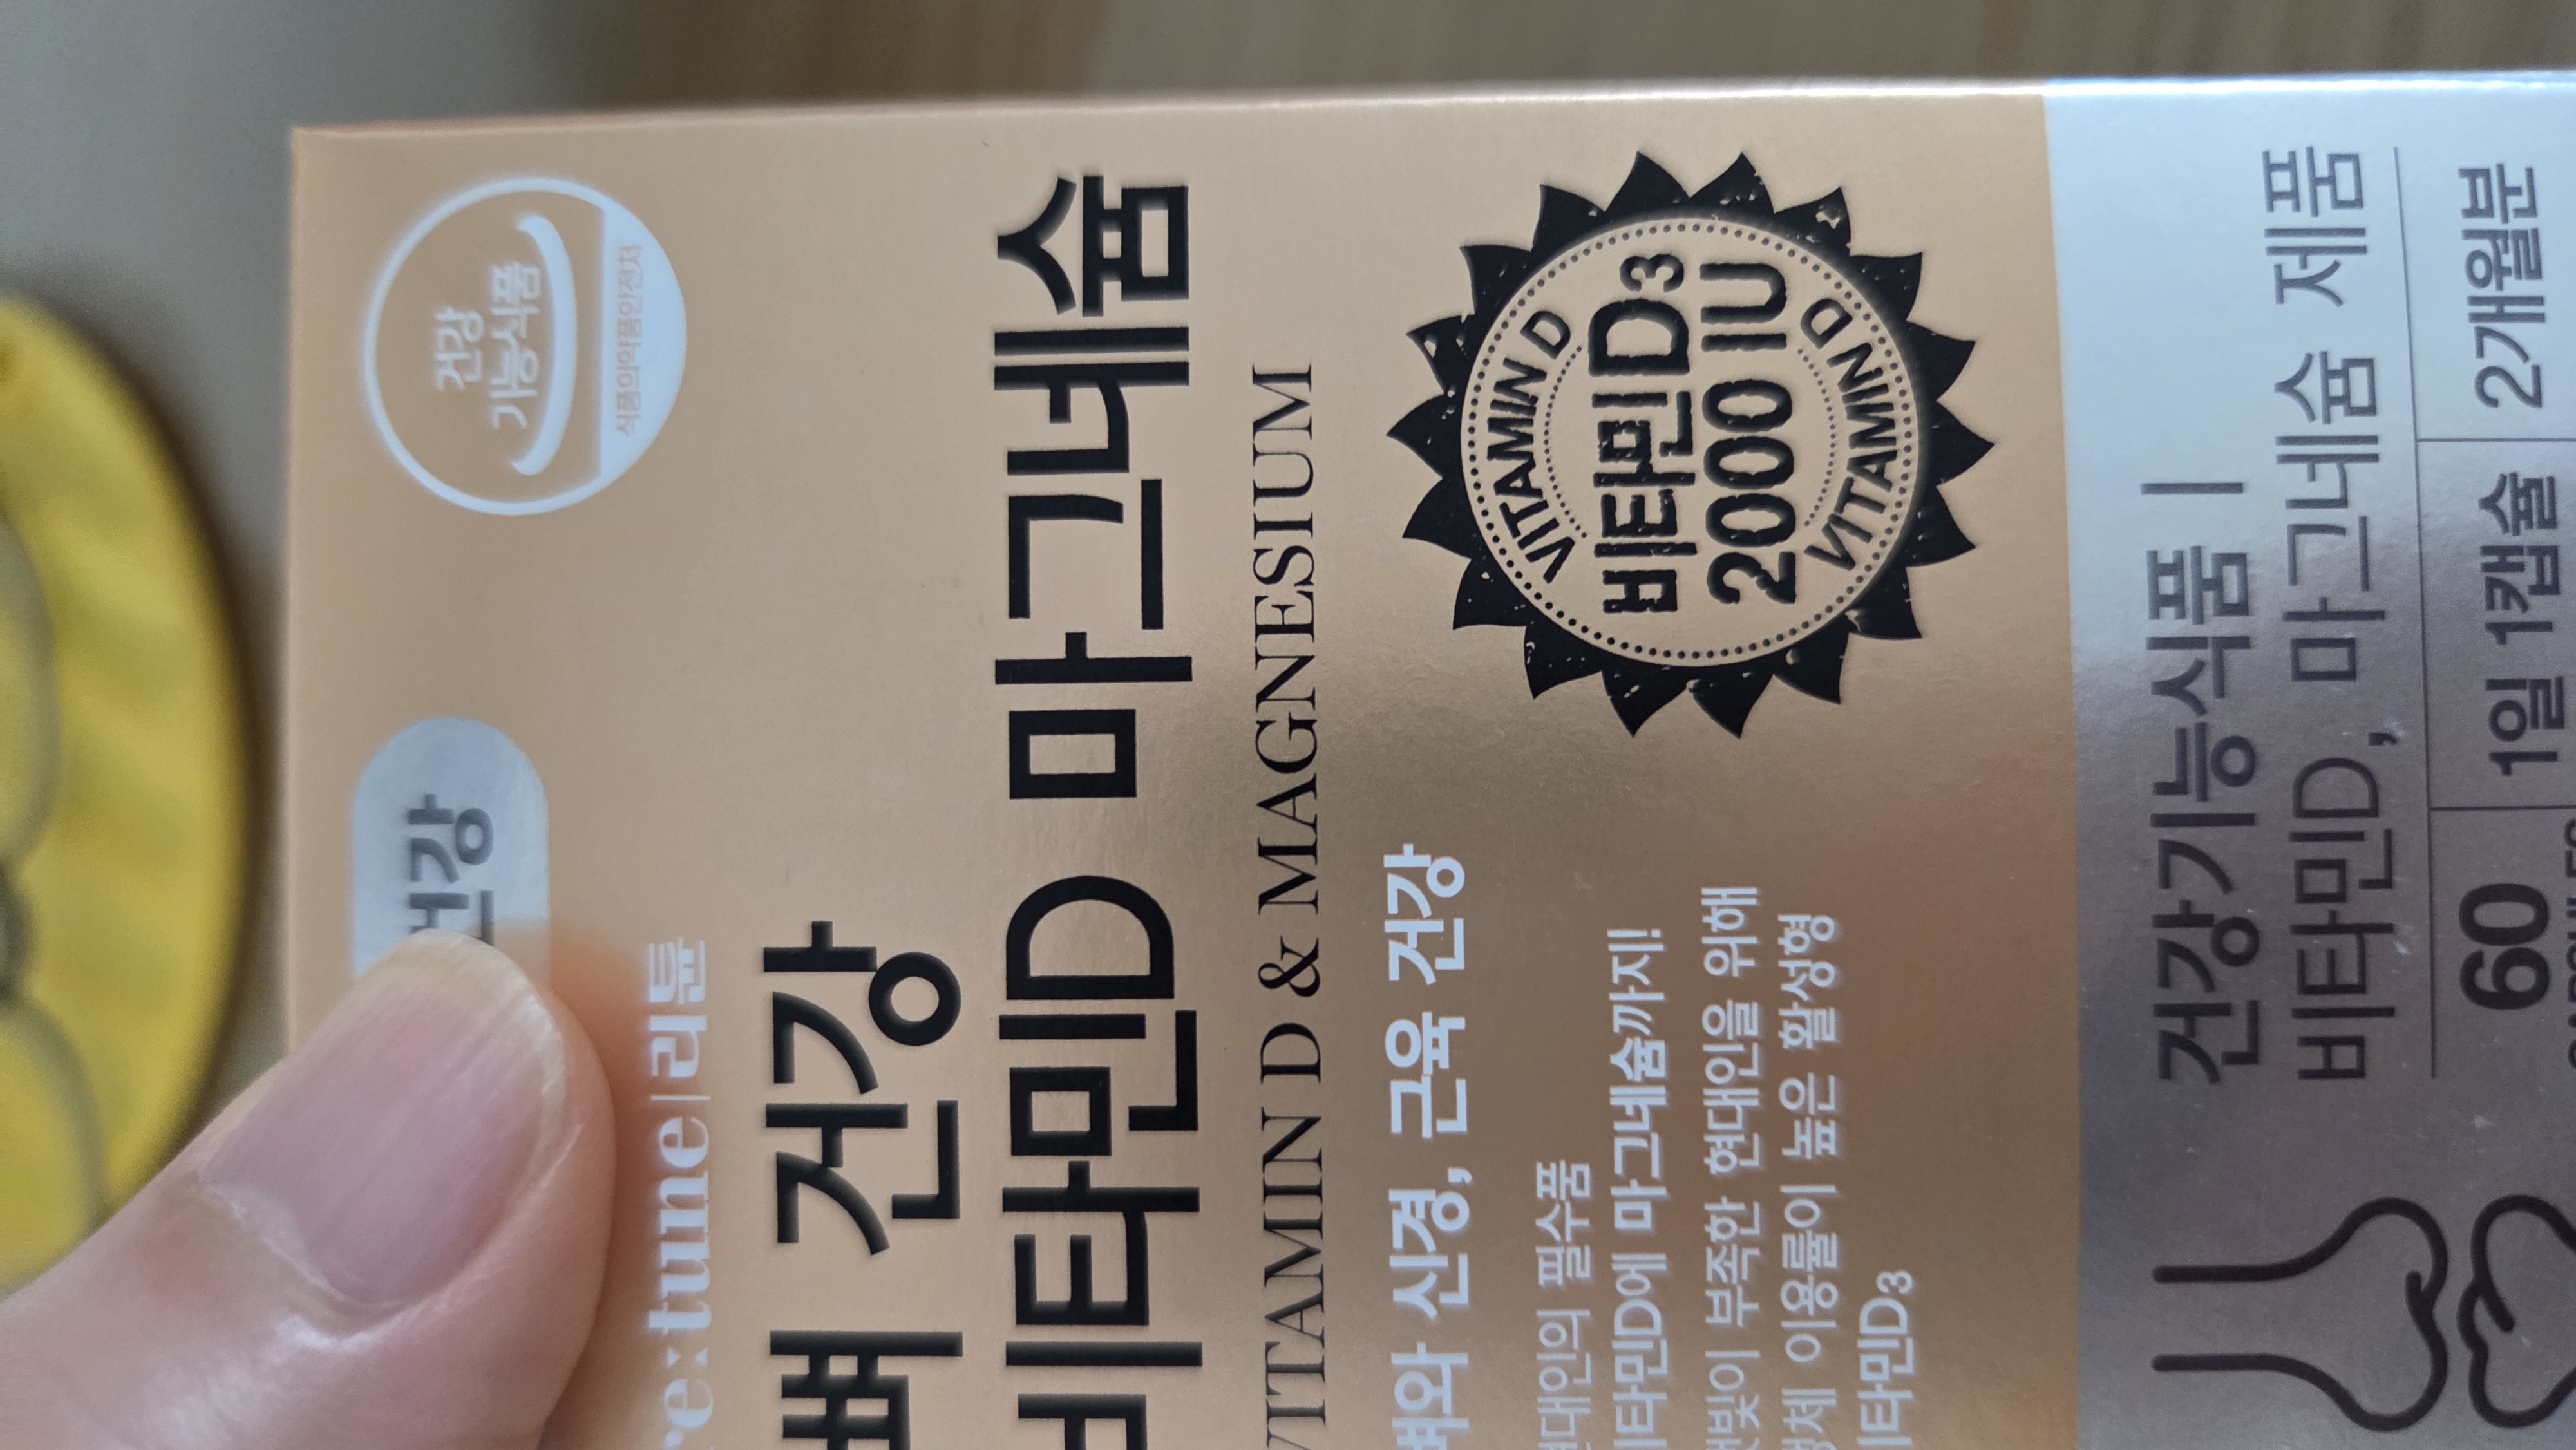 건강
건강
기능식품
식품의약품안전처
re:tune|리튠
뼈 건강
비타민D 마그네슘
VITAMIN D & MAGNESIUM
뼈와 신경, 근육 건강
현대인의 필수품
비타민D에 마그네슘까지!
햇빛이 부족한 현대인을 위해
생체 이용률이 높은 활성형
비타민D3
VITAMIN D
비타민D3
2000 IU
VITAMIN D
건강기능식품 |
비타민D, 마그네슘 제품
60
1일 1캡슐
2개월분